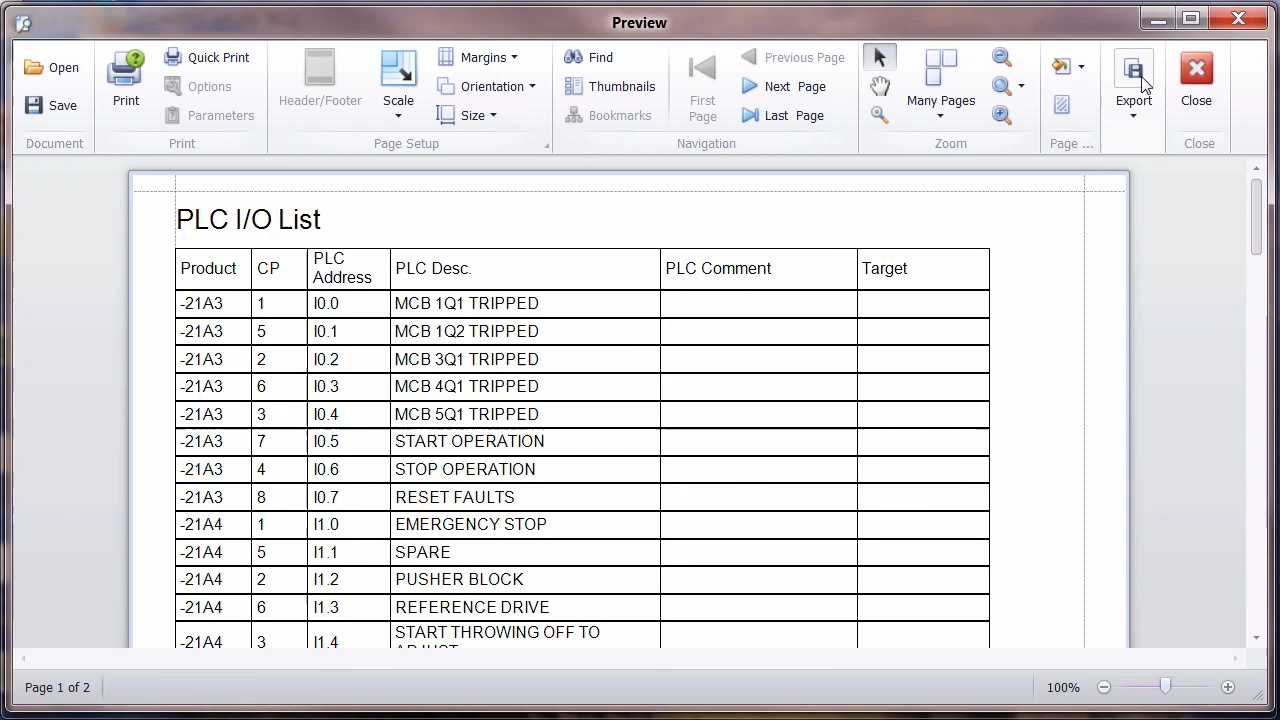 Preview
Open
Save
Document
Print
Quick Print
Options
Parameters
Print
Header/Footer
Scale
Margins
Orientation
Size
Page Setup
Find
Thumbnails
Bookmarks
First
Page
Previous Page
Next Page
Last Page
Navigation
Many Pages
Zoom
Page ...
Export
Close
Close
PLC I/O List
Product CP PLC Address PLC Desc. PLC Comment Target
-21A3 1 I0.0 MCB 1Q1 TRIPPED
-21A3 5 I0.1 MCB 1Q2 TRIPPED
-21A3 2 I0.2 MCB 3Q1 TRIPPED
-21A3 6 I0.3 MCB 4Q1 TRIPPED
-21A3 3 I0.4 MCB 5Q1 TRIPPED
-21A3 7 I0.5 START OPERATION
-21A3 4 I0.6 STOP OPERATION
-21A3 8 I0.7 RESET FAULTS
-21A4 1 I1.0 EMERGENCY STOP
-21A4 5 I1.1 SPARE
-21A4 2 I1.2 PUSHER BLOCK
-21A4 6 I1.3 REFERENCE DRIVE
-21A4 3 I1.4 START THROWING OFF TO
ADJUST
Page 1 of 2
100%